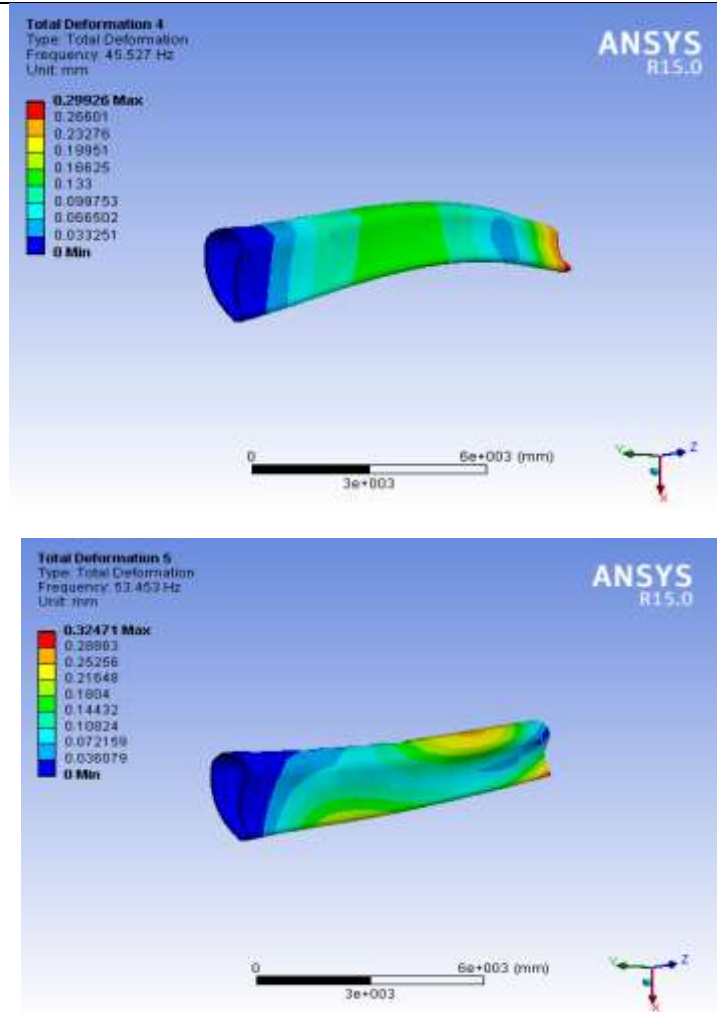 Total Deformation 4
Type: Total Deformation
Frequency: 45.527 Hz
Unit: mm
0.29926 Max
0.26601
0.23276
0.19951
0.16625
0.133
0.099753
0.066502
0.033251
0 Min
ANSYS
R15.0
0
6e+003 (mm)
3e+003
Y
Z
X
Total Deformation 5
Type: Total Deformation
Frequency: 53.453 Hz
Unit: mm
0.32471 Max
0.28863
0.25256
0.21648
0.1804
0.14432
0.10824
0.072159
0.036079
0 Min
ANSYS
R15.0
0
6e+003 (mm)
3e+003
Y
Z
X